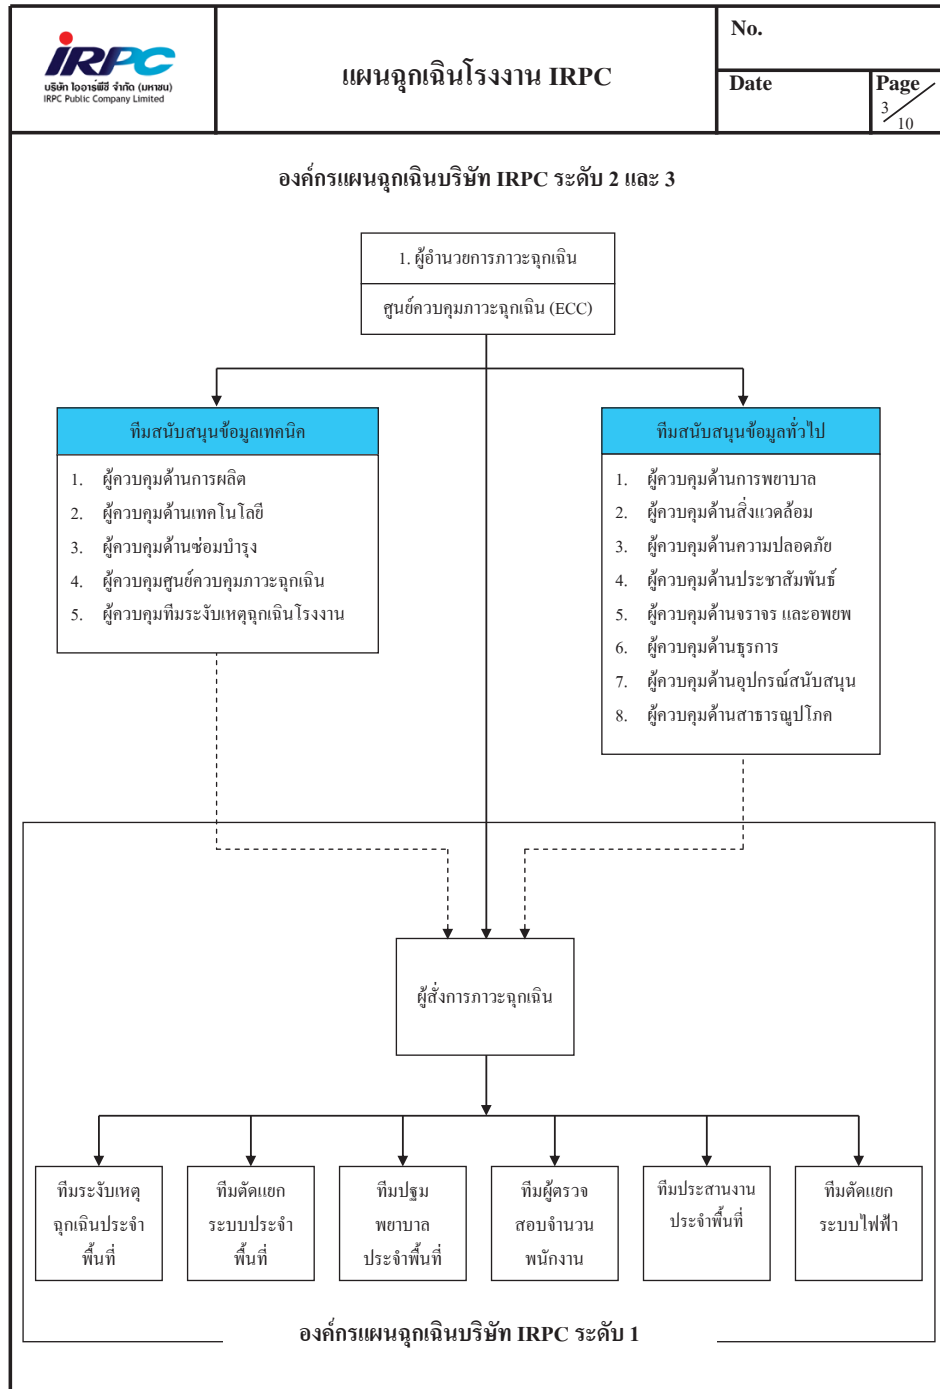 IRPC
บริษัท ไออาร์พีซี จำกัด (มหาชน)
IRPC Public Company Limited
แผนฉุกเฉินโรงงาน IRPC
No.
Date
Page
3
10
องค์กรแผนฉุกเฉินบริษัท IRPC ระดับ 2 และ 3
1. ผู้อำนวยการภาวะฉุกเฉิน
ศูนย์ควบคุมภาวะฉุกเฉิน (ECC)
ทีมสนับสนุนข้อมูลเทคนิค
1. ผู้ควบคุมด้านการผลิต
2. ผู้ควบคุมด้านเทคโนโลยี
3. ผู้ควบคุมด้านซ่อมบำรุง
4. ผู้ควบคุมศูนย์ควบคุมภาวะฉุกเฉิน
5. ผู้ควบคุมทีมระงับเหตุฉุกเฉินโรงงาน
ทีมสนับสนุนข้อมูลทั่วไป
1. ผู้ควบคุมด้านการพยาบาล
2. ผู้ควบคุมด้านสิ่งแวดล้อม
3. ผู้ควบคุมด้านความปลอดภัย
4. ผู้ควบคุมด้านประชาสัมพันธ์
5. ผู้ควบคุมด้านจราจร และอพยพ
6. ผู้ควบคุมด้านธุรการ
7. ผู้ควบคุมด้านอุปกรณ์สนับสนุน
8. ผู้ควบคุมด้านสาธารณูปโภค
ผู้สั่งการภาวะฉุกเฉิน
ทีมระงับเหตุ
ฉุกเฉินประจำ
พื้นที่
ทีมตัดแยก
ระบบประจำ
พื้นที่
ทีมปฐม
พยาบาล
ประจำพื้นที่
ทีมผู้ตรวจ
สอบจำนวน
พนักงาน
ทีมประสานงาน
ประจำพื้นที่
ทีมตัดแยก
ระบบไฟฟ้า
องค์กรแผนฉุกเฉินบริษัท IRPC ระดับ 1